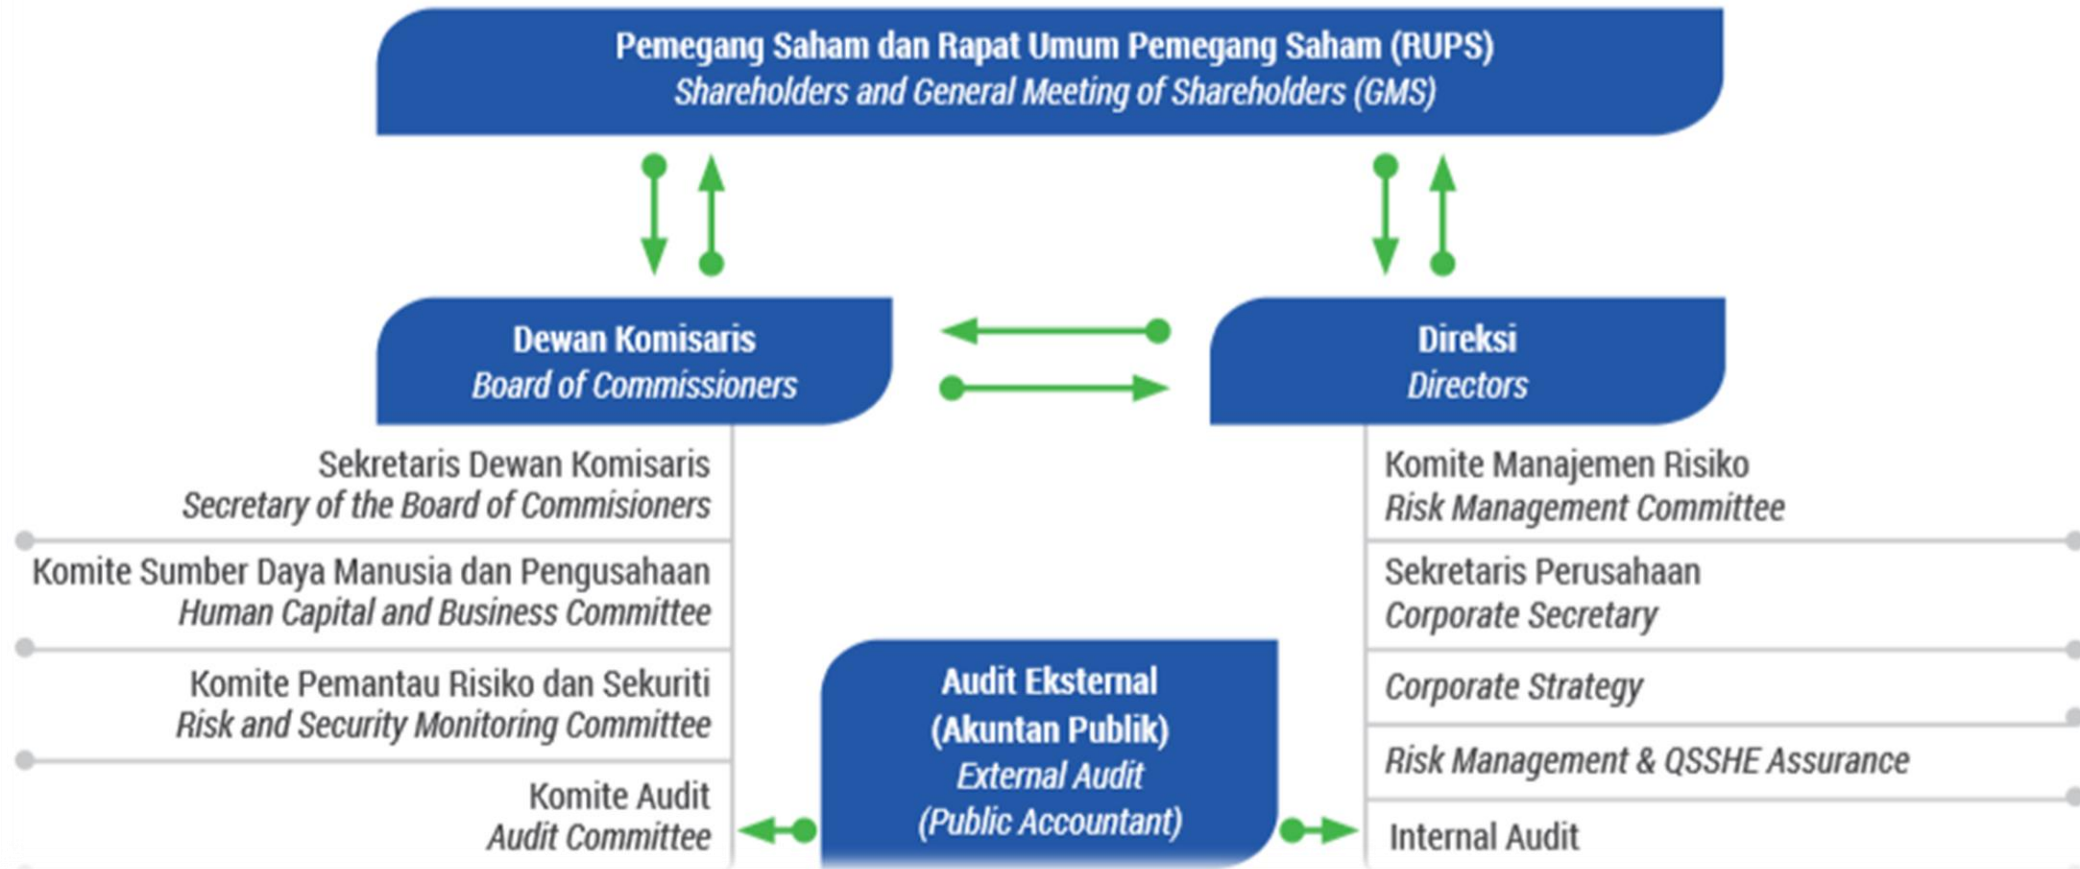 Pemegang Saham dan Rapat Umum Pemegang Saham (RUPS)
Shareholders and General Meeting of Shareholders (GMS)
Dewan Komisaris
Board of Commissioners
Direksi
Directors
Sekretaris Dewan Komisaris
Secretary of the Board of Commisioners
Komite Sumber Daya Manusia dan Pengusahaan
Human Capital and Business Committee
Komite Pemantau Risiko dan Sekuriti
Risk and Security Monitoring Committee
Komite Audit
Audit Committee
Audit Eksternal
(Akuntan Publik)
External Audit
(Public Accountant)
Komite Manajemen Risiko
Risk Management Committee
Sekretaris Perusahaan
Corporate Secretary
Corporate Strategy
Risk Management & QSSHE Assurance
Internal Audit